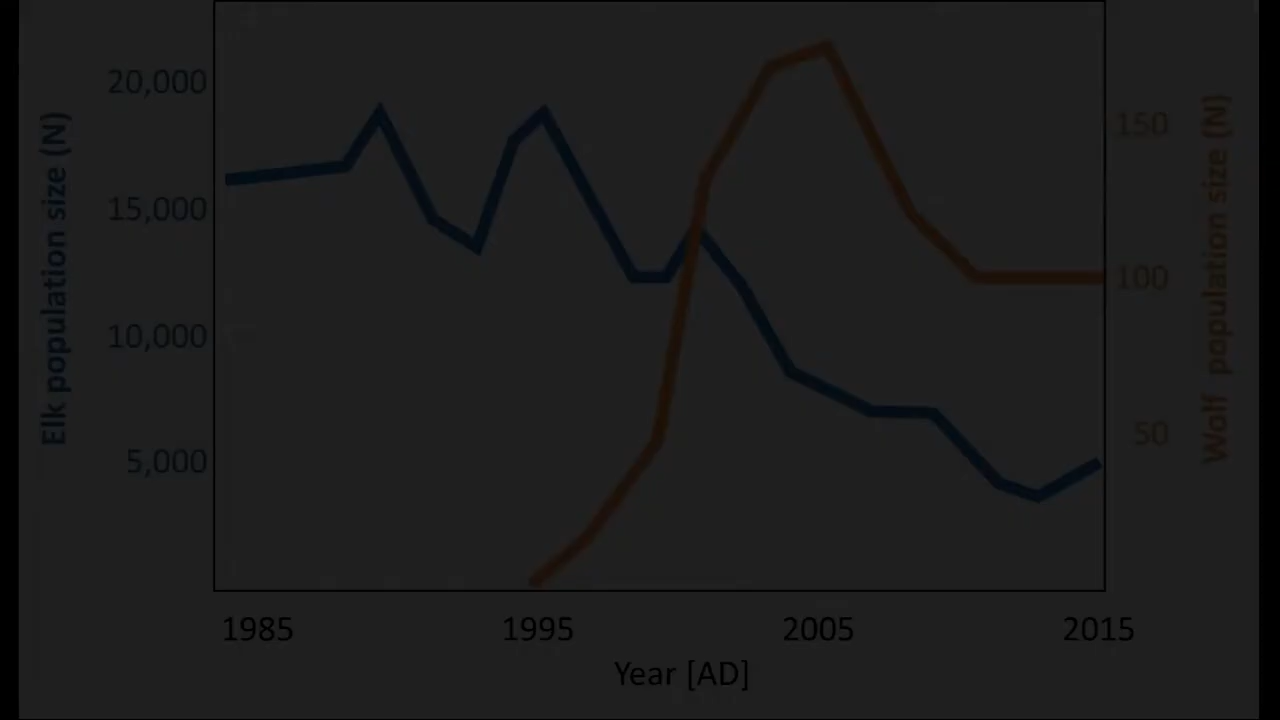 Elk population size (N)
20,000
15,000
10,000
5,000
150
100
50
Wolf population size (N)
1985 1995 2005 2015
Year [AD]